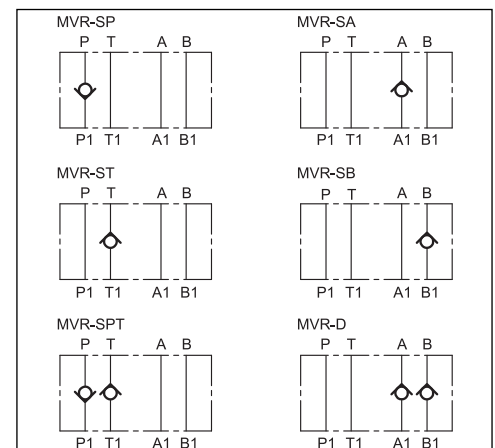 MVR-SP MVR-SA
P T A B P T A B
P1 T1 A1 B1 P1 T1 A1 B1
MVR-ST MVR-SB
P T A B P T A B
P1 T1 A1 B1 P1 T1 A1 B1
MVR-SPT MVR-D
P T A B P T A B
P1 T1 A1 B1 P1 T1 A1 B1